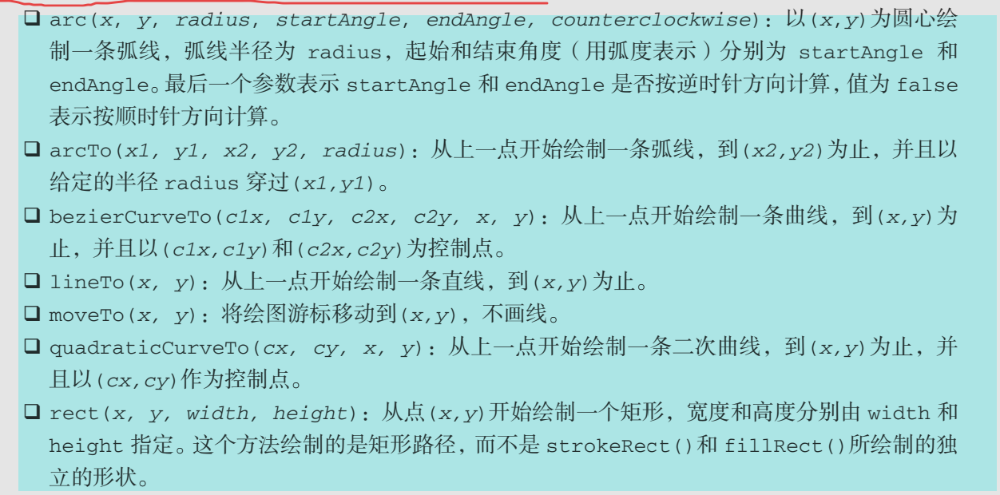 ❑ arc(x, y, radius, startAngle, endAngle, counterclockwise)：以(x,y)为圆心绘
制一条弧线，弧线半径为 radius，起始和结束角度（用弧度表示）分别为 startAngle 和
endAngle。最后一个参数表示 startAngle 和 endAngle 是否按逆时针方向计算，值为 false
表示按顺时针方向计算。
❑ arcTo(x1, y1, x2, y2, radius)：从上一点开始绘制一条弧线，到(x2,y2)为止，并且以
给定的半径 radius 穿过(x1,y1)。
❑ bezierCurveTo(c1x, c1y, c2x, c2y, x, y)：从上一点开始绘制一条曲线，到(x,y)为
止，并且以(c1x,c1y)和(c2x,c2y)为控制点。
❑ lineTo(x, y)：从上一点开始绘制一条直线，到(x,y)为止。
❑ moveTo(x, y)：将绘图游标移动到(x,y)，不画线。
❑ quadraticCurveTo(cx, cy, x, y)：从上一点开始绘制一条二次曲线，到(x,y)为止，并
且以(cx,cy)作为控制点。
❑ rect(x, y, width, height)：从点(x,y)开始绘制一个矩形，宽度和高度分别由 width 和
height 指定。这个方法绘制的是矩形路径，而不是 strokeRect()和 fillRect()所绘制的独
立的形状。